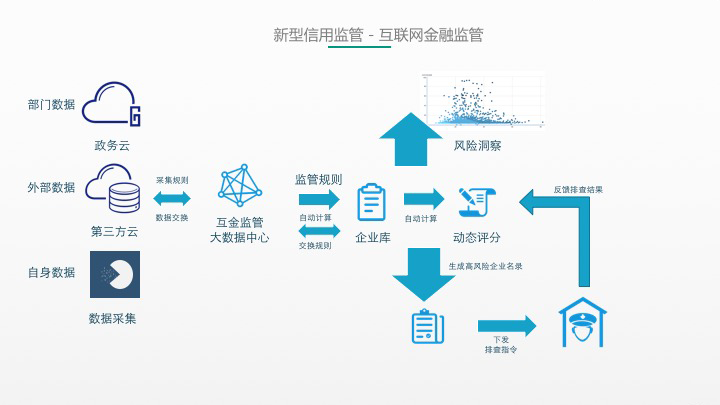 新型信用监管 - 互联网金融监管
部门数据
政务云
风险洞察
外部数据
采集规则
数据交换
第三方云
互金监管
大数据中心
监管规则
自动计算
交换规则
企业库
自动计算
动态评分
反馈排查结果
自身数据
数据采集
生成高风险企业名录
下发
排查指令